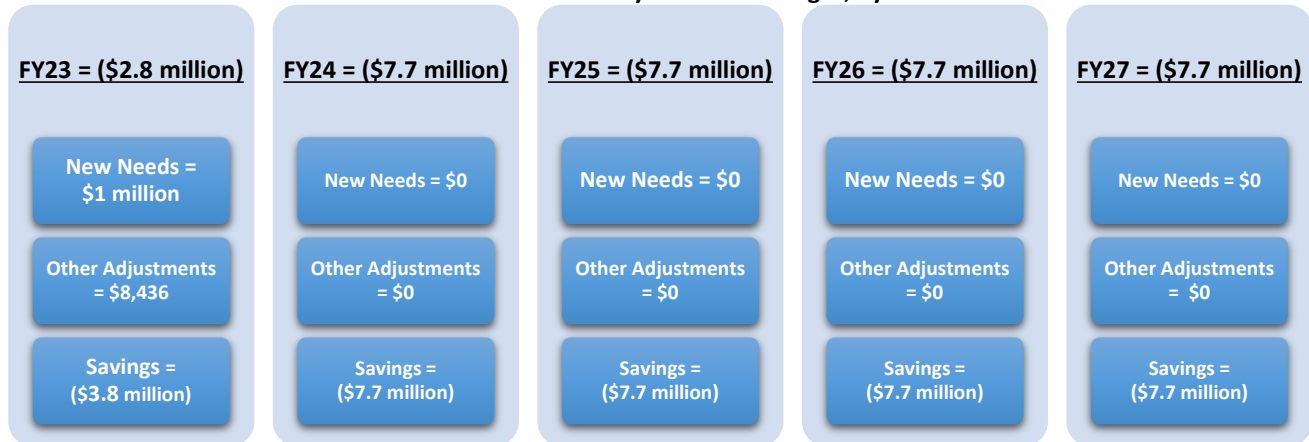 FY23 = ($2.8 million)
New Needs =
$1 million
Other Adjustments
= $8,436
Savings =
($3.8 million)
FY24 = ($7.7 million)
New Needs = $0
Other Adjustments
= $0
Savings =
($7.7 million)
FY25 = ($7.7 million)
New Needs = $0
Other Adjustments
= $0
Savings =
($7.7 million)
FY26 = ($7.7 million)
New Needs = $0
Other Adjustments
= $0
Savings =
($7.7 million)
FY27 = ($7.7 million)
New Needs = $0
Other Adjustments
= $0
Savings =
($7.7 million)